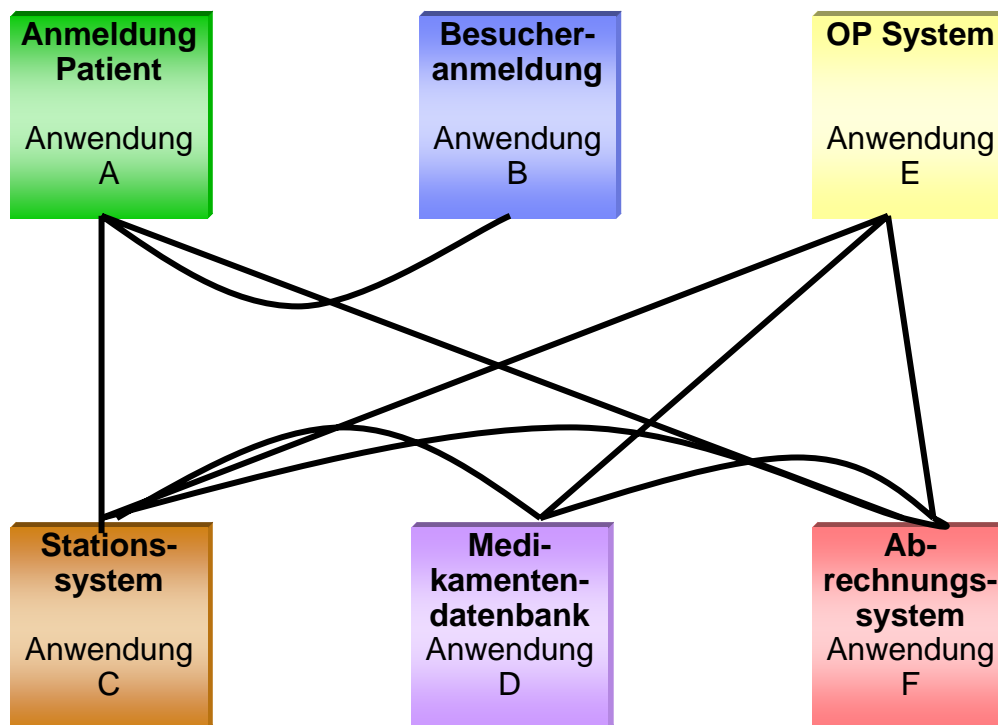 Anmeldung
Patient
Anwendung
A
Besucher-
anmeldung
Anwendung
B
OP System
Anwendung
E
Stations-
system
Anwendung
C
Medi-
kamenten-
datenbank
Anwendung
D
Ab-
rechnungs-
system
Anwendung
F